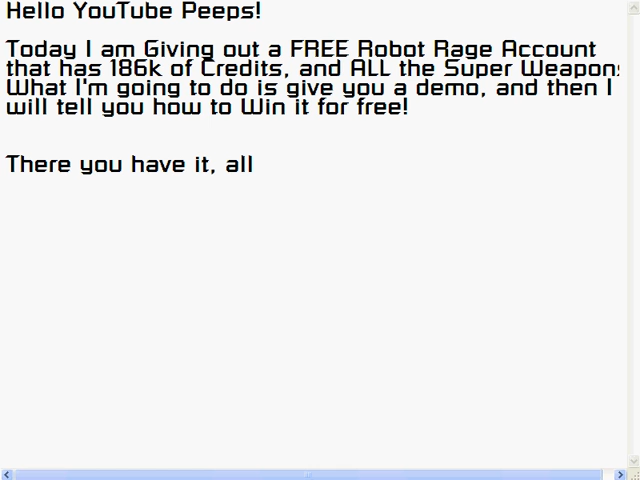 Hello YouTube Peeps!
Today I am Giving out a FREE Robot Rage Account
that has 186k of Credits, and ALL the Super Weapons
What I'm going to do is give you a demo, and then I
will tell you how to Win it for free!
There you have it, all